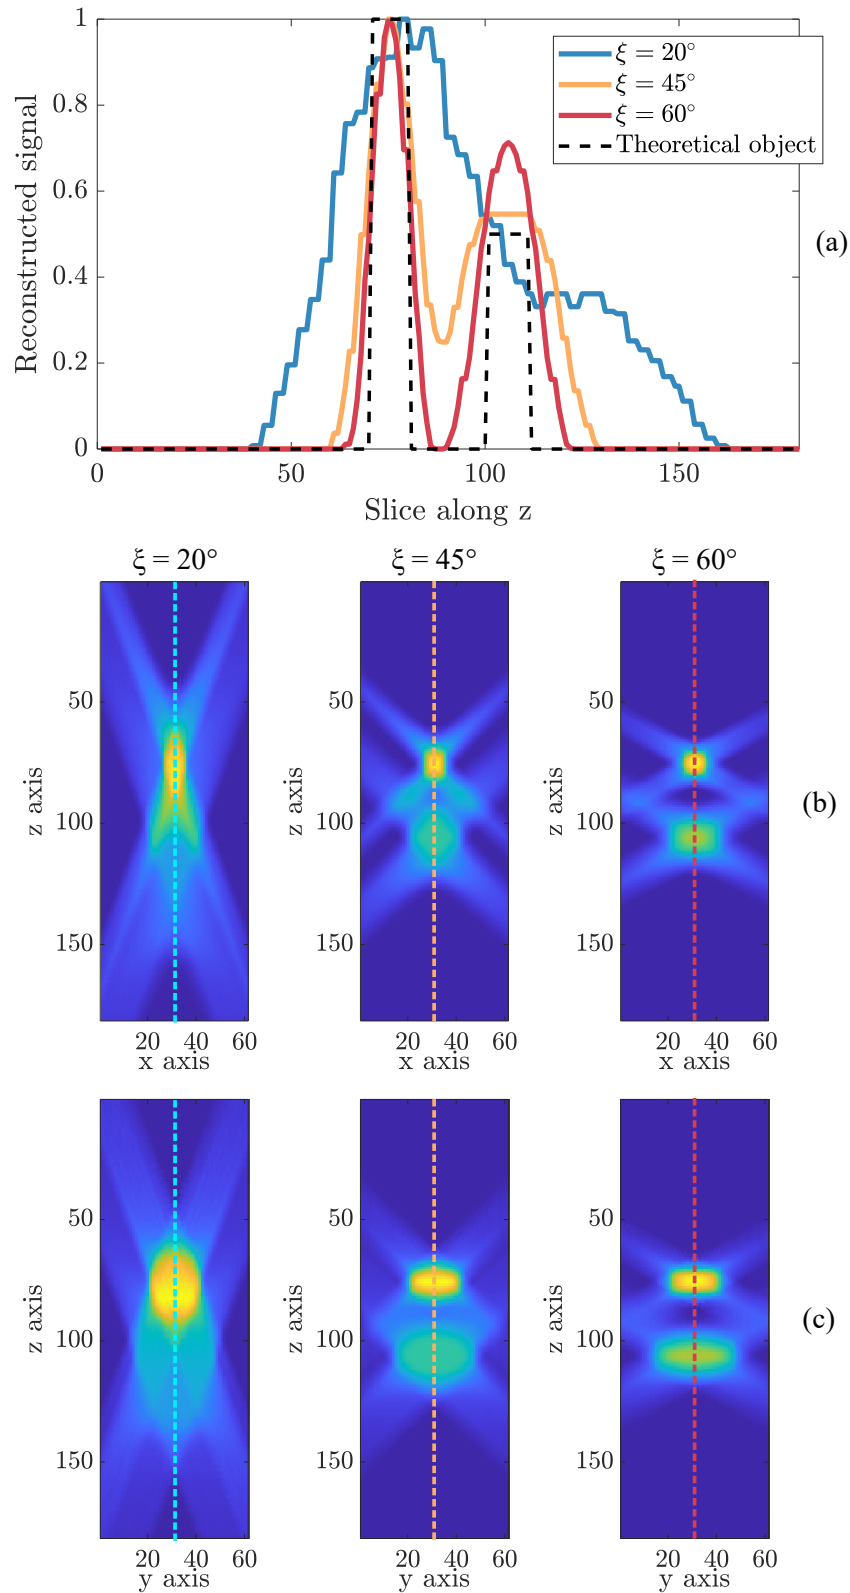 1
0.8
0.6
0.4
0.2
0
Reconstructed signal
ξ = 20°
ξ = 45°
ξ = 60°
Theoretical object
(a)
0 50 100 150
Slice along z
ξ = 20° ξ = 45° ξ = 60°
50 50 50
z axis z axis z axis
100 100 100
(b)
150 150 150
20 40 60 20 40 60 20 40 60
x axis x axis x axis
50 50 50
z axis z axis z axis
100 100 100
(c)
150 150 150
20 40 60 20 40 60 20 40 60
y axis y axis y axis